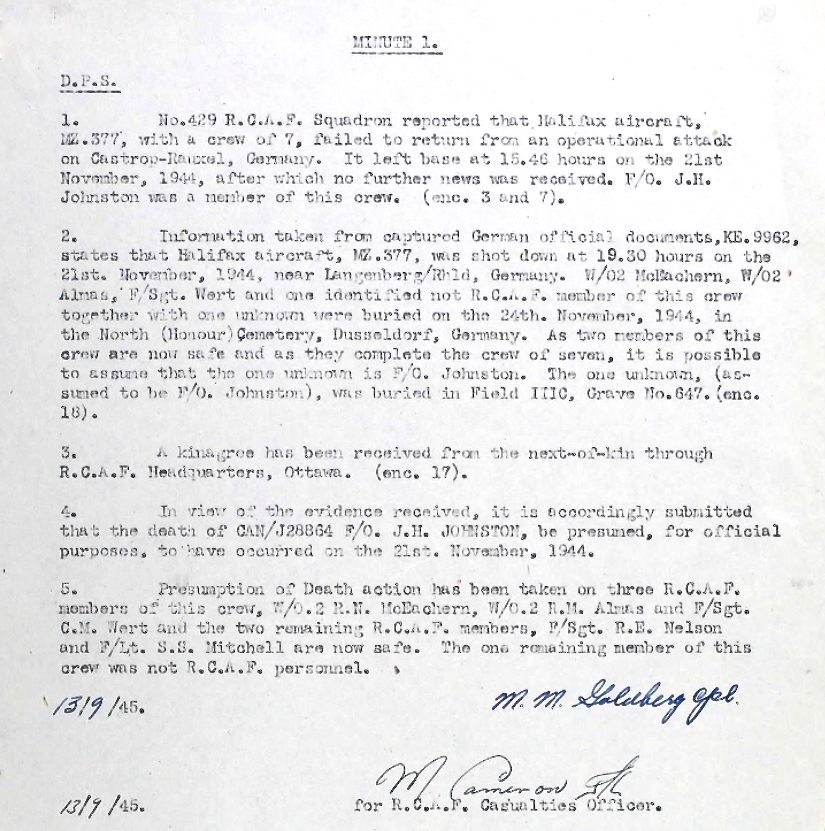 MINUTE 1.
D.P.S.
1. No.429 R.C.A.F. Squadron reported that Halifax aircraft,
MZ.377, with a crew of 7, failed to return from an operational attack
on Castrop-Rauxel, Germany. It left base at 15.46 hours on the 21st
November, 1944, after which no further news was received. F/O. J.H.
Johnston was a member of this crew. (enc. 3 and 7).
2. Information taken from captured German official documents,KE.9962,
states that Halifax aircraft, MZ.377, was shot down at 19.30 hours on the
21st. November, 1944, near Langenberg/Rhld, Germany. W/O2 McEachern, W/O2
Almas, F/Sgt. Wert and one identified not R.C.A.F. member of this crew
together with one unknown were buried on the 24th. November, 1944, in
the North (Honour)Cemetery, Dusseldorf, Germany. As two members of this
crew are now safe and as they complete the crew of seven, it is possible
to assume that the one unknown is F/O. Johnston. The one unknown, (as-
sumed to be F/O. Johnston), was buried in Field IIIC, Grave No.647.(enc.
18).
3. A kinagree has been received from the next-of-kin through
R.C.A.F. Headquarters, Ottawa. (enc. 17).
4. In view of the evidence received, it is accordingly submitted
that the death of CAN/J28864 F/O. J.H. JOHNSTON, be presumed, for official
purposes, to have occurred on the 21st. November, 1944.
5. Presumption of Death action has been taken on three R.C.A.F.
members of this crew, W/O.2 R.N. McEachern, W/O.2 R.M. Almas and F/Sgt.
C.M. Wert and the two remaining R.C.A.F. members, F/Sgt. R.E. Nelson
and F/Lt. S.S. Mitchell are now safe. The one remaining member of this
crew was not R.C.A.F. personnel.
13/9/45. M. M. Goldberg Cpl.
M Cameron
13/9/45. for R.C.A.F. Casualties Officer.